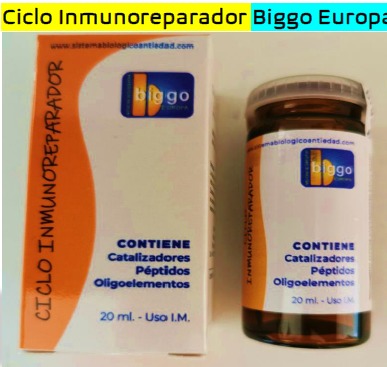 Ciclo Inmunoreparador Biggo Europa
www.sistemabiologicoantiedad.com
biggo
CICLO INMUNOREPARADOR
CONTIENE
Catalizadores
Péptidos
Oligoelementos
20 ml. - Uso I.M.
sistemabiologicoantiedad.com
biggo
INMUNOREPARADOR
CONTIENE
Catalizadores
Péptidos
Oligoelementos
20 ml. - Uso I.M.